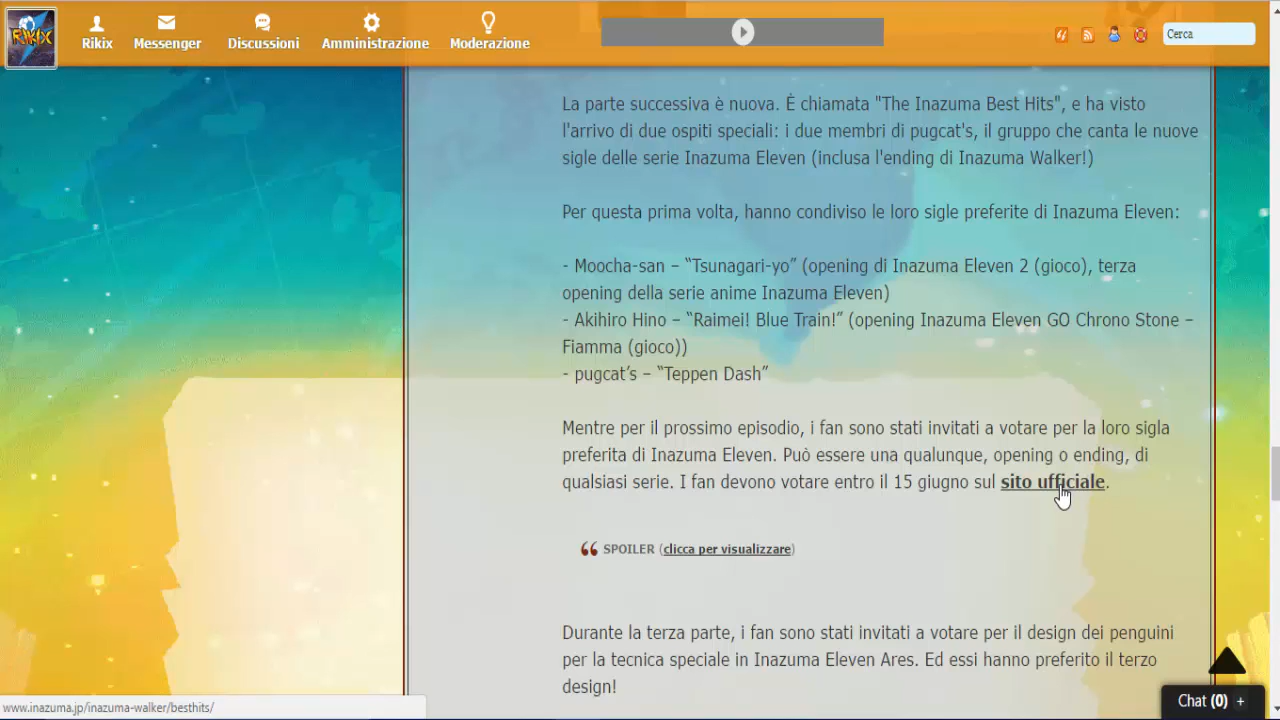 RIKIX
Rikix
Messenger
Discussioni
Amministrazione
Moderazione
Cerca
La parte successiva è nuova. È chiamata "The Inazuma Best Hits", e ha visto
l'arrivo di due ospiti speciali: i due membri di pugcat's, il gruppo che canta le nuove
sigle delle serie Inazuma Eleven (inclusa l'ending di Inazuma Walker!)
Per questa prima volta, hanno condiviso le loro sigle preferite di Inazuma Eleven:
- Moocha-san – “Tsunagari-yo” (opening di Inazuma Eleven 2 (gioco), terza
opening della serie anime Inazuma Eleven)
- Akihiro Hino – “Raimei! Blue Train!” (opening Inazuma Eleven GO Chrono Stone –
Fiamma (gioco))
- pugcat’s – “Teppen Dash”
Mentre per il prossimo episodio, i fan sono stati invitati a votare per la loro sigla
preferita di Inazuma Eleven. Può essere una qualunque, opening o ending, di
qualsiasi serie. I fan devono votare entro il 15 giugno sul sito ufficiale.
SPOILER (clicca per visualizzare)
Durante la terza parte, i fan sono stati invitati a votare per il design dei penguini
per la tecnica speciale in Inazuma Eleven Ares. Ed essi hanno preferito il terzo
design!
www.inazuma.jp/inazuma-walker/besthits/
Chat (0) +